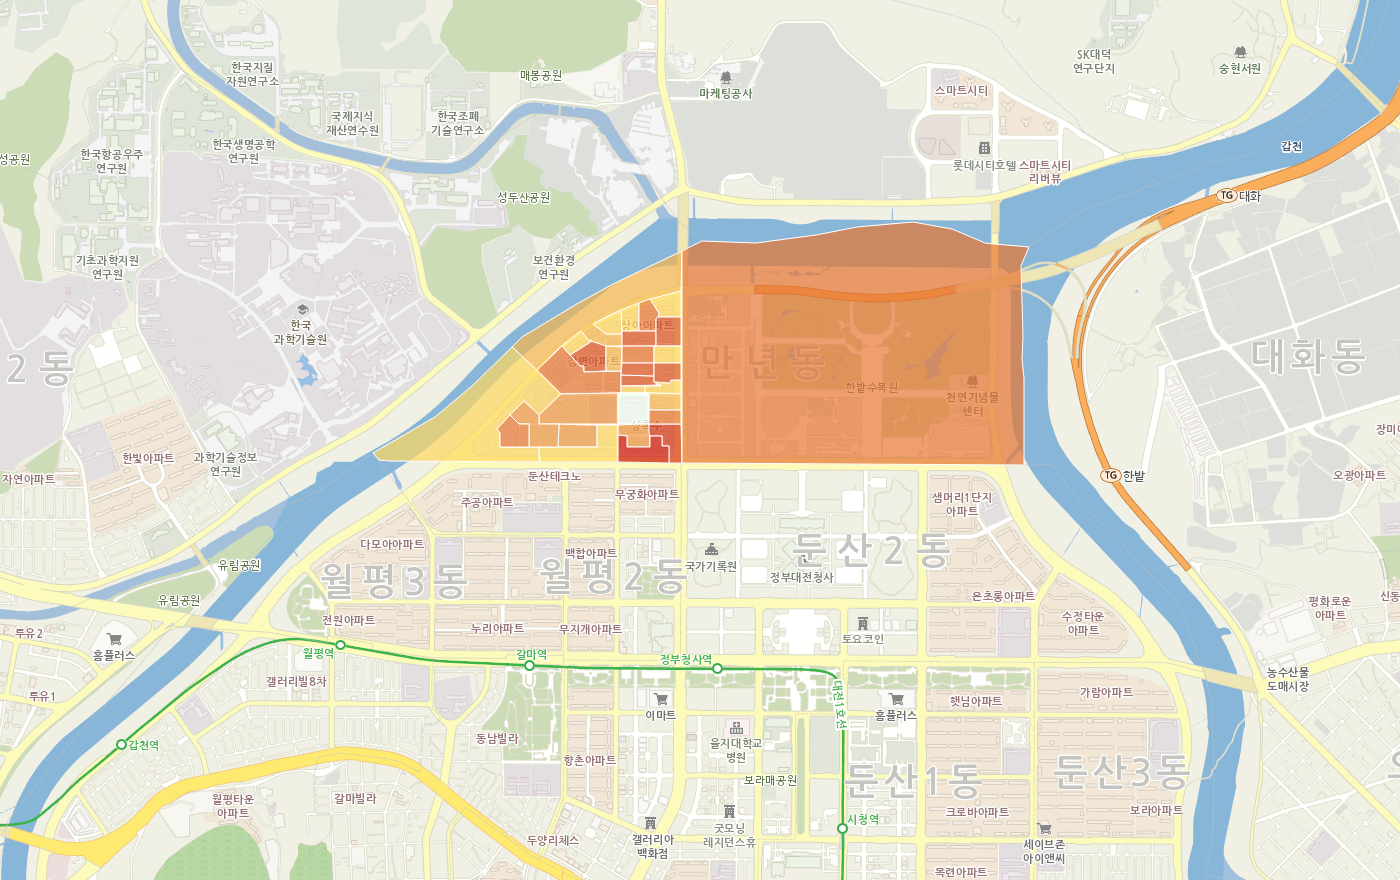 한국지질
자원연구소
매봉공원
마케팅공사
SK대덕
연구단지
숭현서원
스마트시티
국제지식
재산연수원
한국조폐
기술연구소
한국생명공학
연구원
한국항공우주
연구원
성공원
갑천
롯데시티호텔
스마트시티
리버뷰
성두산공원
TG 대화
기초과학지원
연구원
보건환경
연구원
한국
과학기술원
2동
만년동
대화동
강변아파트
한밭수목원
천연기념물
센터
한빛아파트
과학기술정보
연구원
자연아파트
둔산테크노
무궁화아파트
주공아파트
샘머리1단지
아파트
TG 한밭
오광아파트
장미
다모아아파트
백합아파트
월평3동
월평2동
둔산2동
국가기록원
정부대전청사
유림공원
유림공원
은초롱아파트
수정타운
아파트
평화로운
아파트
신동
전원아파트
누리아파트
무지개아파트
토요코인
투유2
홈플러스
월평역
갈마역
정부청사역
대전1호선
농수산물
도매시장
투유1
갤러리빌8차
이마트
홈플러스
햇님아파트
가람아파트
갑천역
동남빌라
향촌아파트
을지대학교
병원
보라매공원
둔산1동
둔산3동
월평타운
아파트
갈마빌라
크로바아파트
보라아파트
두양리체스
갤러리아
백화점
굿모닝
레지던스휴
시청역
세이브존
아이앤씨
목련아파트